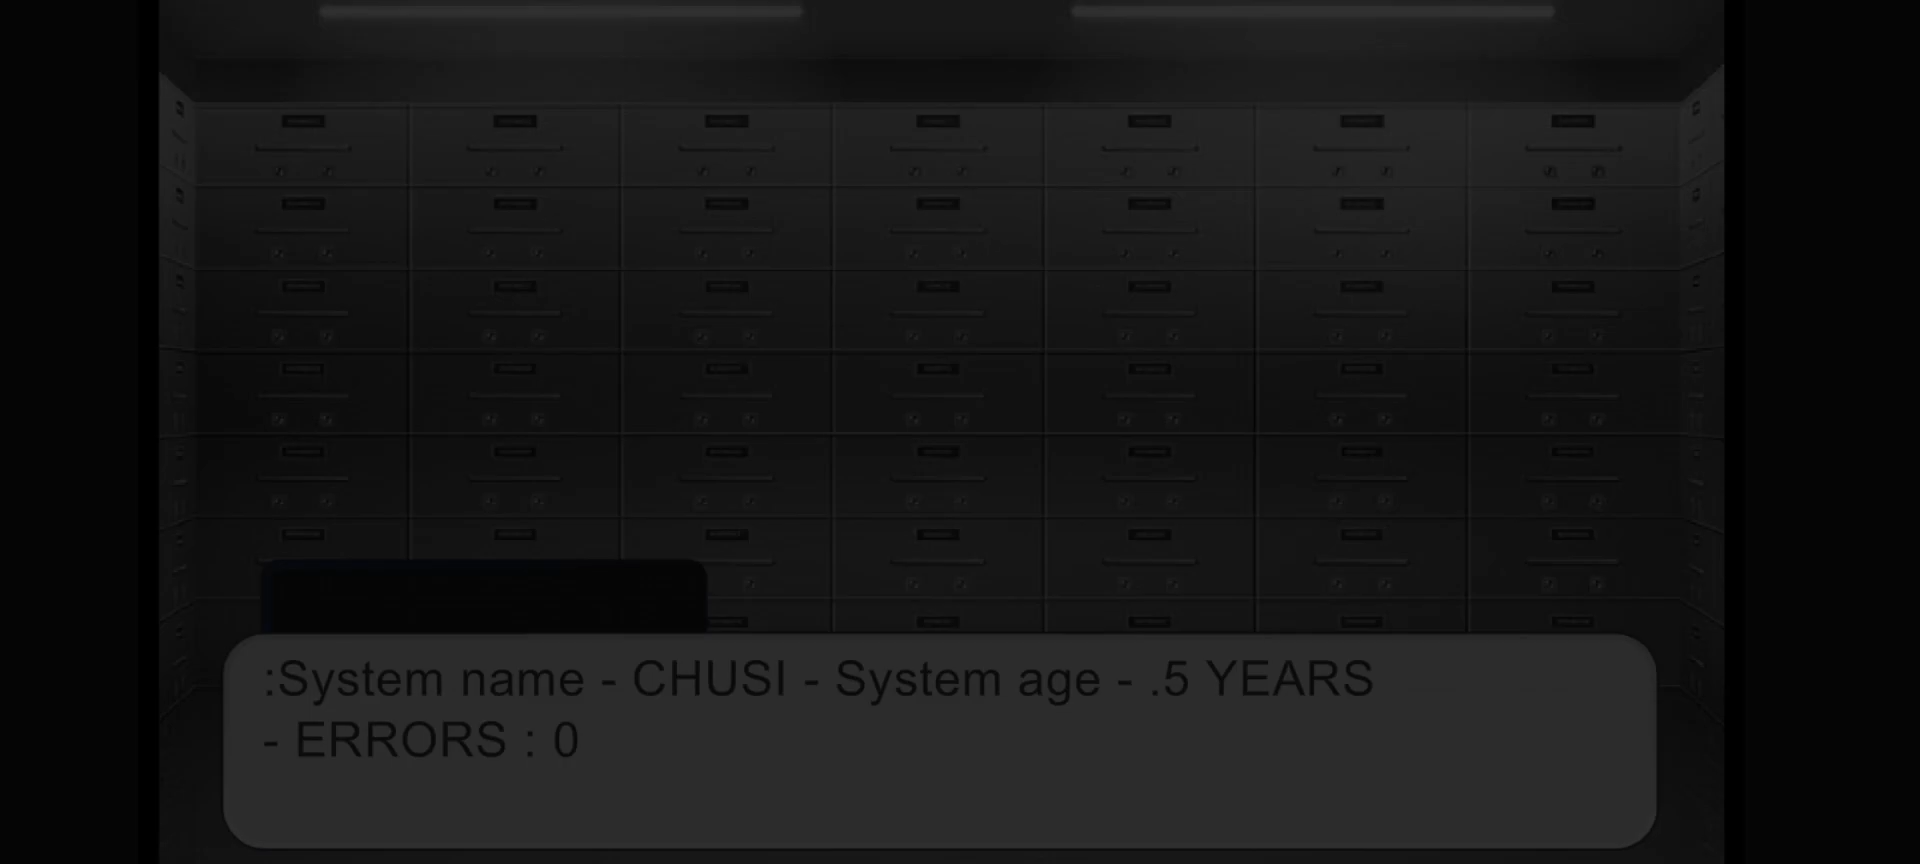 :System name - CHUSI - System age - .5 YEARS
- ERRORS : 0